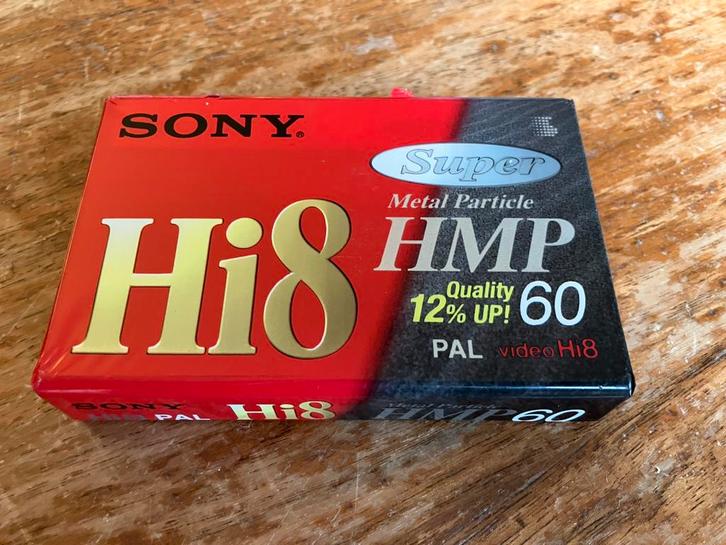 SONY®
Super
Metal Particle
Hi8
HMP
Quality
12% UP!
60
PAL
video Hi8
SONY
PAL
Hi8
HMP60